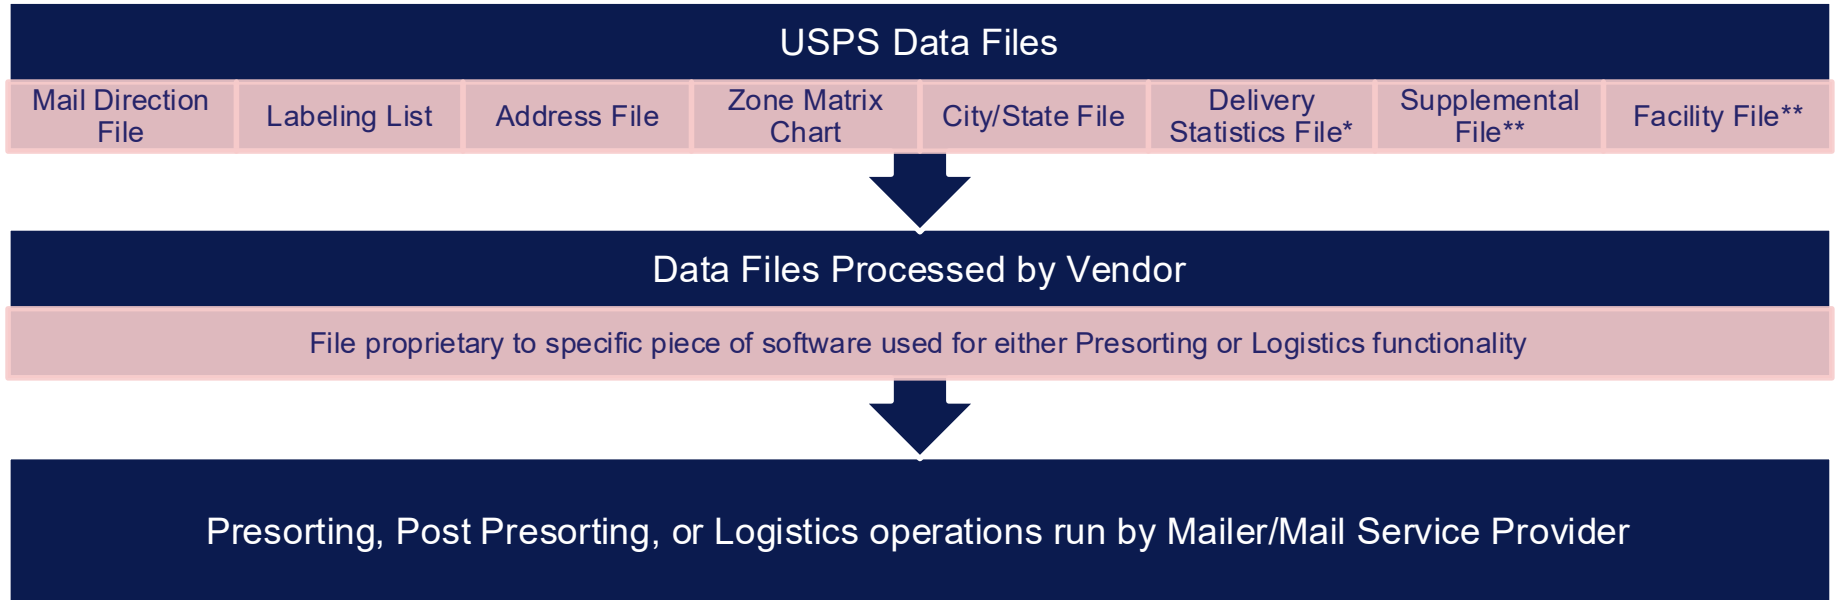 USPS Data Files
Mail Direction
File
Labeling List
Address File
Zone Matrix
Chart
City/State File
Delivery
Statistics File*
Supplemental
File**
Facility File**
Data Files Processed by Vendor
File proprietary to specific piece of software used for either Presorting or Logistics functionality
Presorting, Post Presorting, or Logistics operations run by Mailer/Mail Service Provider